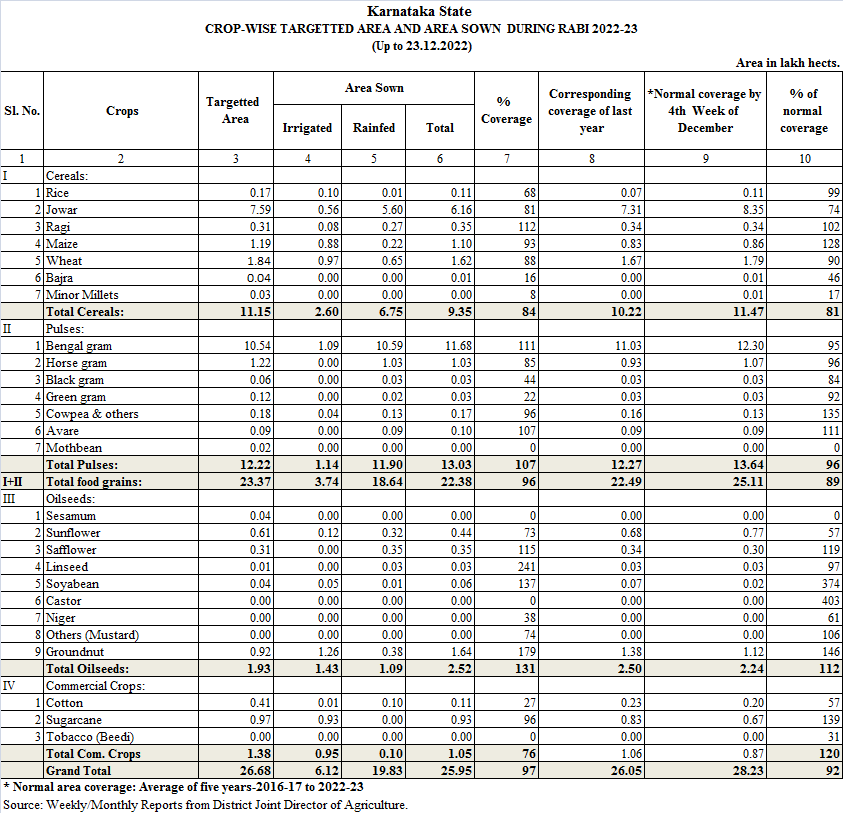 Karnataka State
CROP-WISE TARGETTED AREA AND AREA SOWN DURING RABI 2022-23
(Up to 23.12.2022)
Area in lakh hects.
Sl. No. Crops Targetted Area Area Sown % Coverage Corresponding coverage of last year *Normal coverage by 4th Week of December % of normal coverage
Irrigated Rainfed Total
1 2 3 4 5 6 7 8 9 10
I Cereals:
1 Rice 0.17 0.10 0.01 0.11 68 0.07 0.11 99
2 Jowar 7.59 0.56 5.60 6.16 81 7.31 8.35 74
3 Ragi 0.31 0.08 0.27 0.35 112 0.34 0.34 102
4 Maize 1.19 0.88 0.22 1.10 93 0.83 0.86 128
5 Wheat 1.84 0.97 0.65 1.62 88 1.67 1.79 90
6 Bajra 0.04 0.00 0.00 0.01 16 0.00 0.01 46
7 Minor Millets 0.03 0.00 0.00 0.00 8 0.00 0.01 17
Total Cereals: 11.15 2.60 6.75 9.35 84 10.22 11.47 81
II Pulses:
1 Bengal gram 10.54 1.09 10.59 11.68 111 11.03 12.30 95
2 Horse gram 1.22 0.00 1.03 1.03 85 0.93 1.07 96
3 Black gram 0.06 0.00 0.03 0.03 44 0.03 0.03 84
4 Green gram 0.12 0.00 0.02 0.03 22 0.03 0.03 92
5 Cowpea & others 0.18 0.04 0.13 0.17 96 0.16 0.13 135
6 Avare 0.09 0.00 0.09 0.10 107 0.09 0.09 111
7 Mothbean 0.02 0.00 0.00 0.00 0 0.00 0.00 0
Total Pulses: 12.22 1.14 11.90 13.03 107 12.27 13.64 96
I+II Total food grains: 23.37 3.74 18.64 22.38 96 22.49 25.11 89
III Oilseeds:
1 Sesamum 0.04 0.00 0.00 0.00 0 0.00 0.00 0
2 Sunflower 0.61 0.12 0.32 0.44 73 0.68 0.77 57
3 Safflower 0.31 0.00 0.35 0.35 115 0.34 0.30 119
4 Linseed 0.01 0.00 0.03 0.03 241 0.03 0.03 97
5 Soyabean 0.04 0.05 0.01 0.06 137 0.07 0.02 374
6 Castor 0.00 0.00 0.00 0.00 0 0.00 0.00 403
7 Niger 0.00 0.00 0.00 0.00 38 0.00 0.00 61
8 Others (Mustard) 0.00 0.00 0.00 0.00 74 0.00 0.00 106
9 Groundnut 0.92 1.26 0.38 1.64 179 1.38 1.12 146
Total Oilseeds: 1.93 1.43 1.09 2.52 131 2.50 2.24 112
IV Commercial Crops:
1 Cotton 0.41 0.01 0.10 0.11 27 0.23 0.20 57
2 Sugarcane 0.97 0.93 0.00 0.93 96 0.83 0.67 139
3 Tobacco (Beedi) 0.00 0.00 0.00 0.00 0 0.00 0.00 31
Total Com. Crops 1.38 0.95 0.10 1.05 76 1.06 0.87 120
Grand Total 26.68 6.12 19.83 25.95 97 26.05 28.23 92
* Normal area coverage: Average of five years-2016-17 to 2022-23
Source: Weekly/Monthly Reports from District Joint Director of Agriculture.